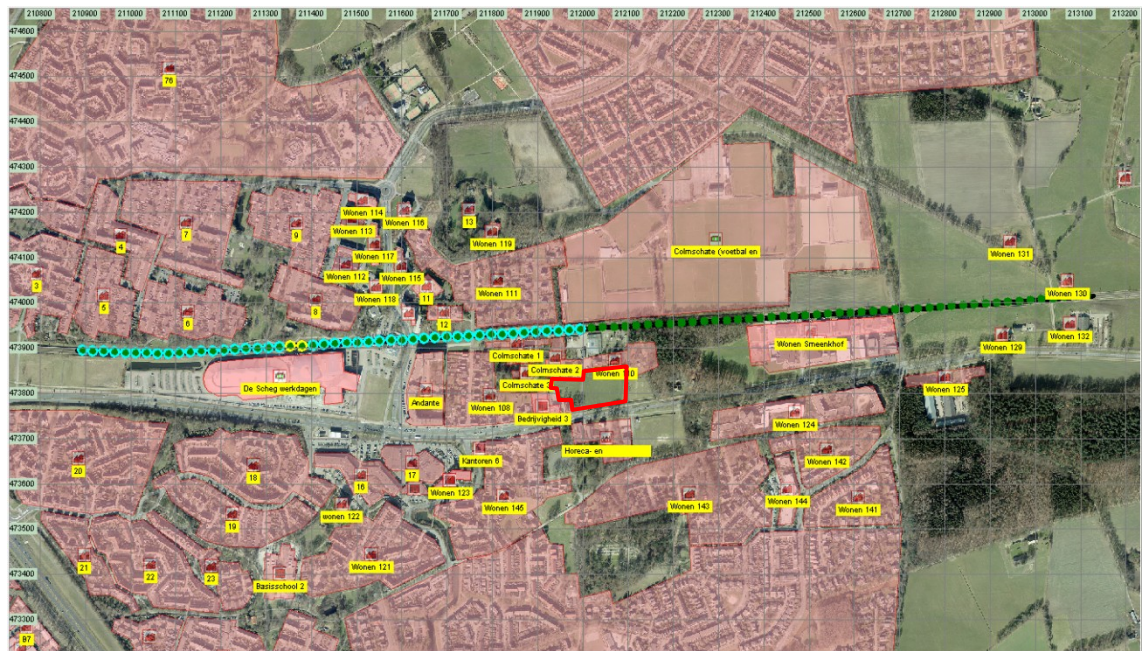 210800 210900 211000 211100 211200 211300 211400 211500 211600 211700 211800 211900 212000 212100 212200 212300 212400 212500 212600 212700 212800 212900 213000 213100 213200
474600
76
474500
474400
474300
474200
Wonen 114
Wonen 116
13
7
9
Wonen 113
Wonen 119
4
Wonen 131
474100
Wonen 117
Colmschate (voetbal en
Wonen 112
Wonen 115
3
Wonen 111
Wonen 130
474000
5
6
8
Wonen 118
11
12
Wonen 132
473900
Wonen Smeenkhof
Wonen 129
Colmschate 1
Colmschate 2
De Scheg werkdagen
Colmschate 3
Wonen 125
473800
Andante
Wonen 108
Bedrijvigheid 3
Wonen 124
473700
Horeca- en
Kantoren 6
20
18
17
Wonen 142
473600
16
Wonen 123
Wonen 144
wonen 122
Wonen 145
Wonen 143
Wonen 141
19
473500
21
22
23
Wonen 121
473400
Basisschool 2
473300
87